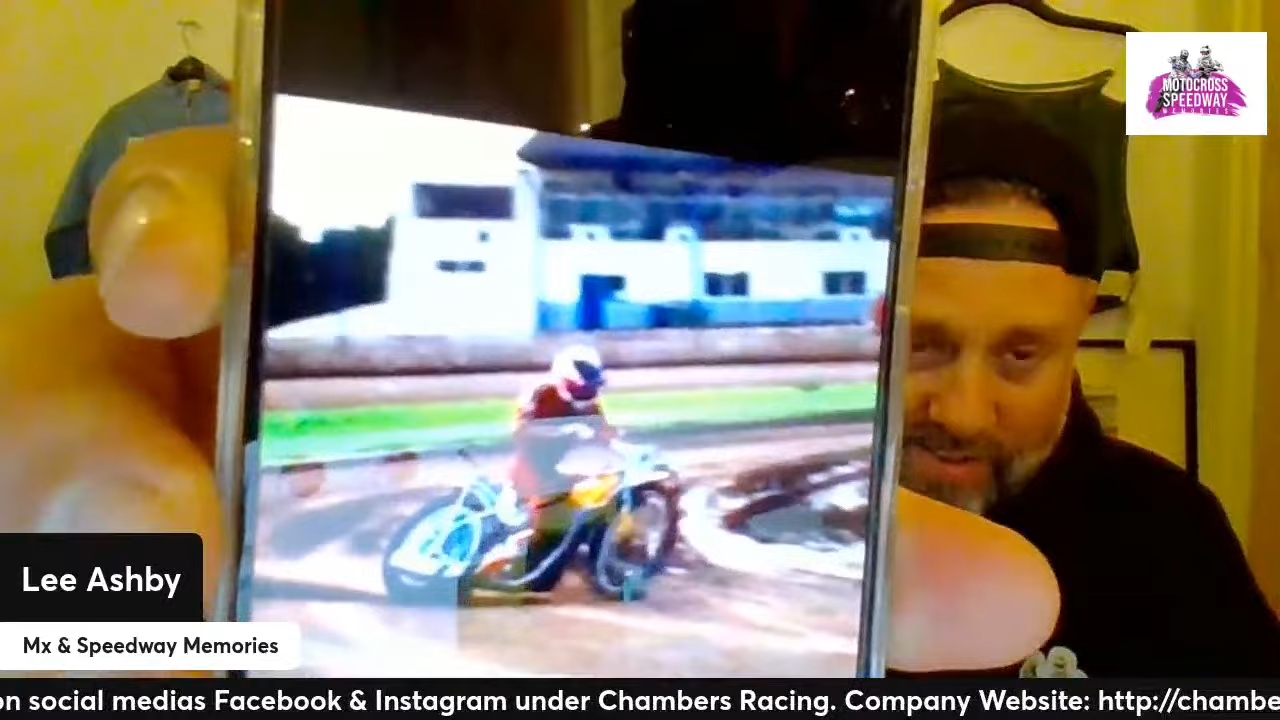 MOTOCROSS
SPEEDWAY
MEMORIES
Lee Ashby
Mx & Speedway Memories
on social medias Facebook & Instagram under Chambers Racing. Company Website: http://chambe